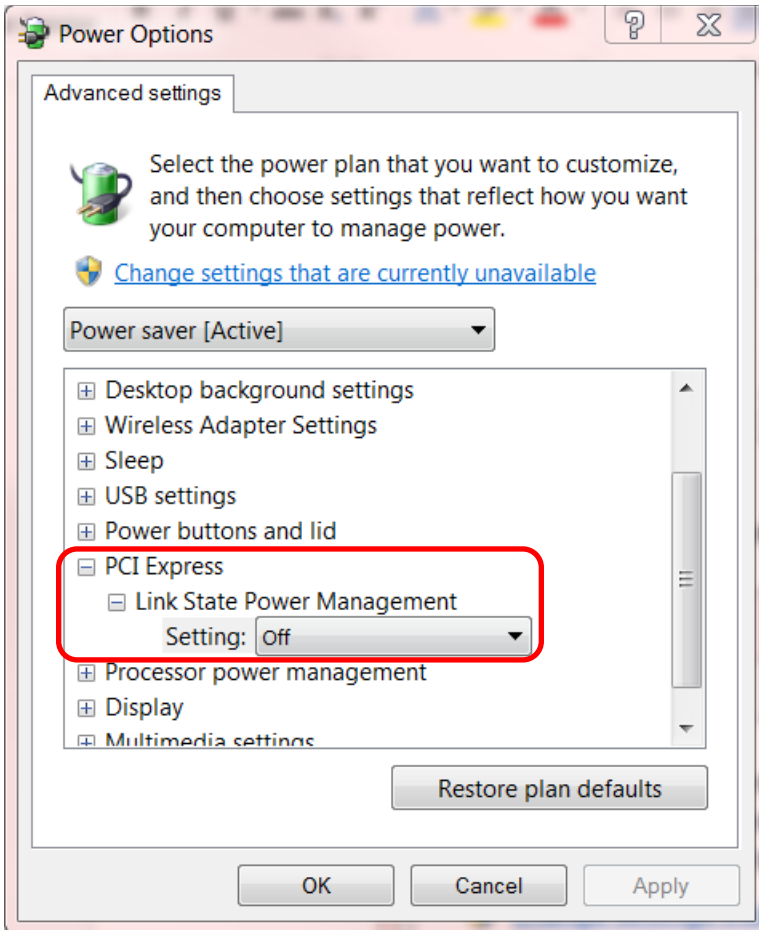 Power Options
Advanced settings
Select the power plan that you want to customize,
and then choose settings that reflect how you want
your computer to manage power.
Change settings that are currently unavailable
Power saver [Active]
Desktop background settings
Wireless Adapter Settings
Sleep
USB settings
Power buttons and lid
PCI Express
Link State Power Management
Setting: Off
Processor power management
Display
Multimedia settings
Restore plan defaults
OK Cancel Apply